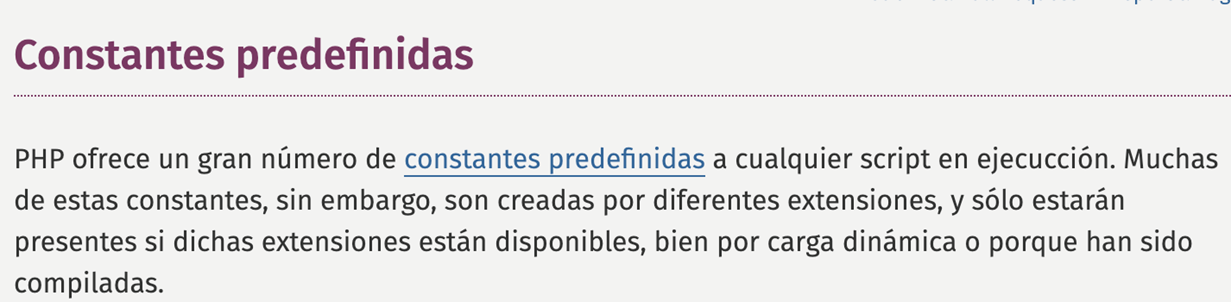 Constantes predefinidas
PHP ofrece un gran número de constantes predefinidas a cualquier script en ejecución. Muchas
de estas constantes, sin embargo, son creadas por diferentes extensiones, y sólo estarán
presentes si dichas extensiones están disponibles, bien por carga dinámica o porque han sido
compiladas.